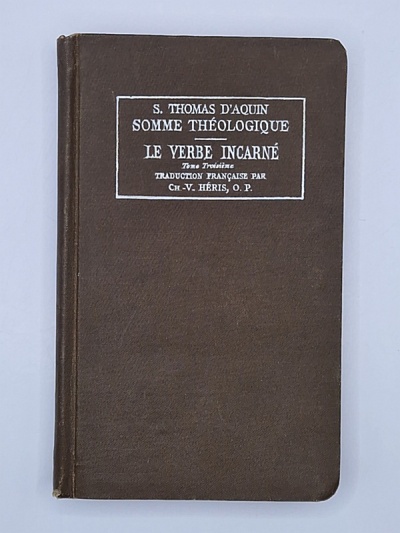 S. THOMAS D'AQUIN
SOMME THÉOLOGIQUE
LE VERBE INCARNÉ
Tome Troisième
TRADUCTION FRANÇAISE PAR
CH.-V. HÉRIS, O. P.